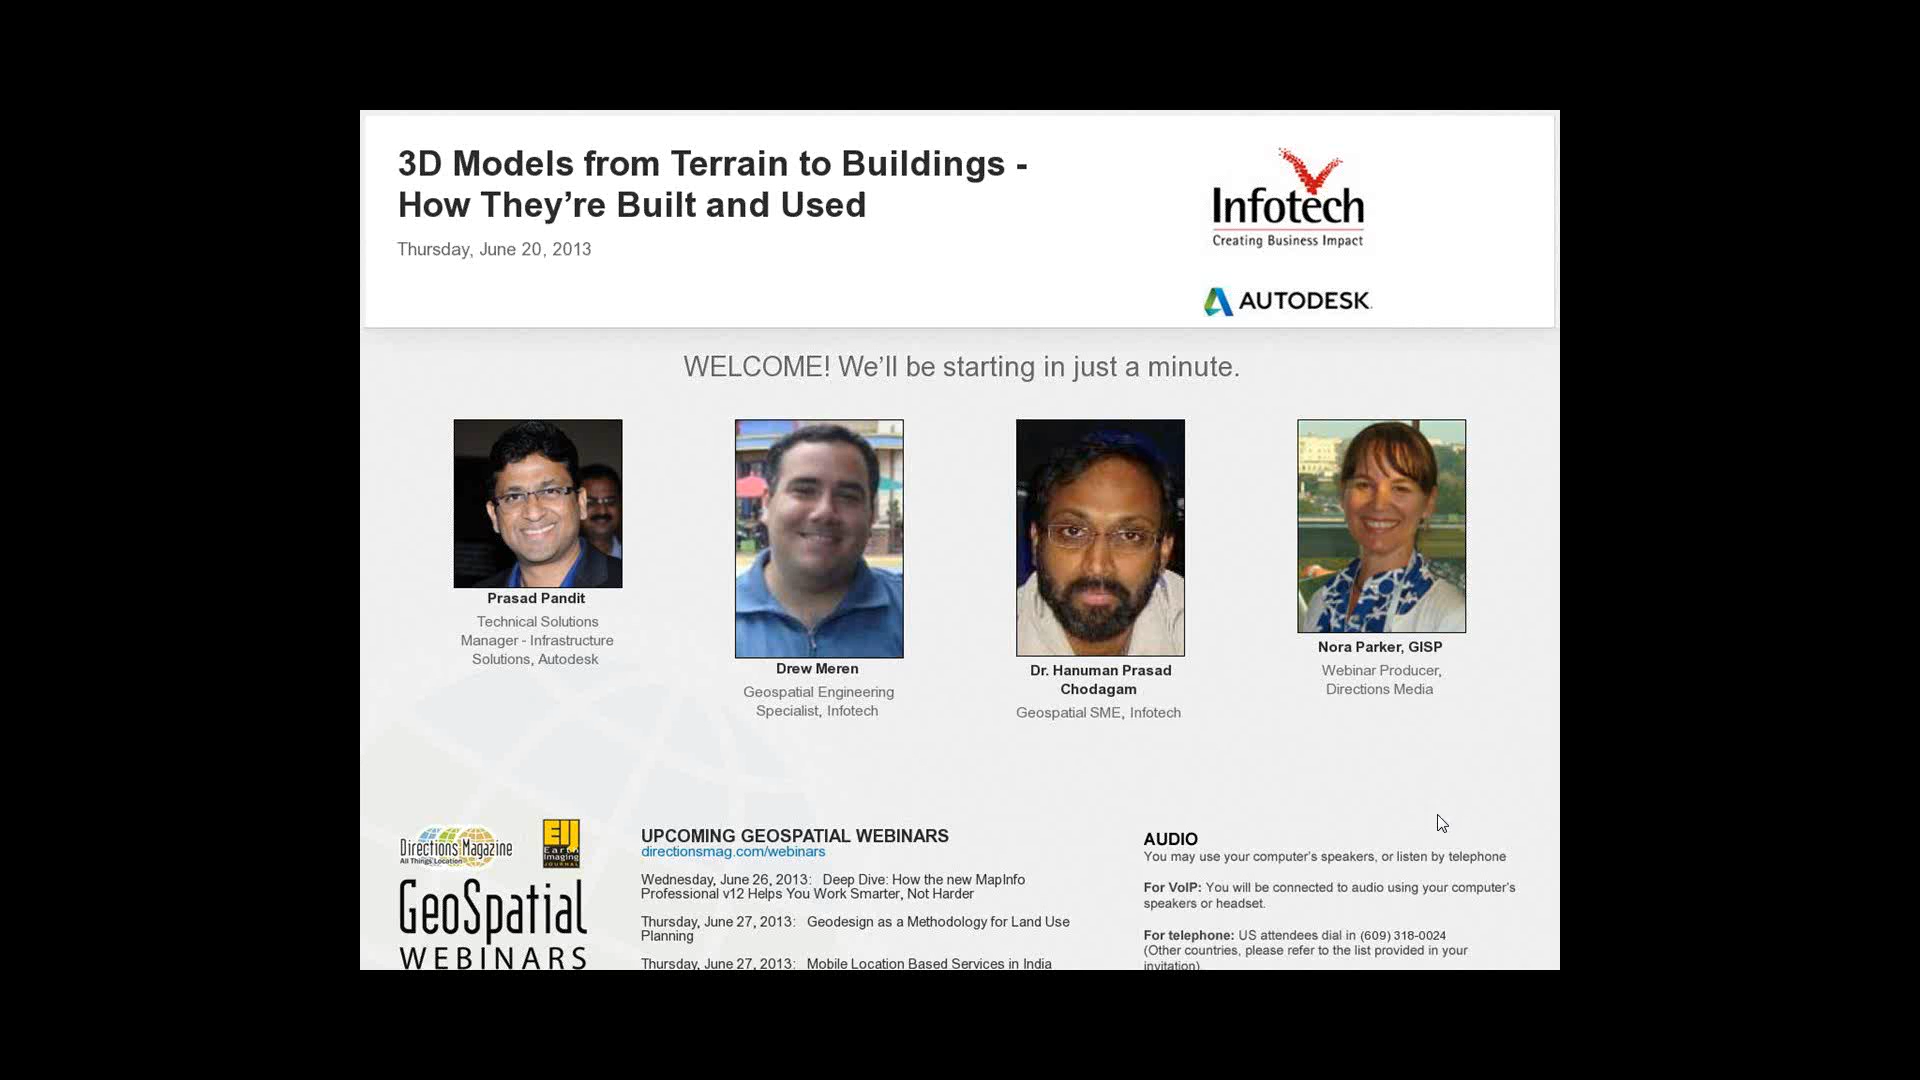 3D Models from Terrain to Buildings -
How They’re Built and Used
Thursday, June 20, 2013
Infotech
Creating Business Impact
AUTODESK
WELCOME! We’ll be starting in just a minute.
Prasad Pandit
Technical Solutions
Manager - Infrastructure
Solutions, Autodesk
Drew Meren
Geospatial Engineering
Specialist, Infotech
Dr. Hanuman Prasad
Chodagam
Geospatial SME, Infotech
Nora Parker, GISP
Webinar Producer,
Directions Media
Directions Magazine
All Things Location
EIJ
Earth
Imaging
JOURNAL
GeoSpatial
WEBINARS
UPCOMING GEOSPATIAL WEBINARS
directionsmag.com/webinars
Wednesday, June 26, 2013: Deep Dive: How the new MapInfo
Professional v12 Helps You Work Smarter, Not Harder
Thursday, June 27, 2013: Geodesign as a Methodology for Land Use
Planning
Thursday, June 27, 2013: Mobile Location Based Services in India
AUDIO
You may use your computer’s speakers, or listen by telephone
For VoIP: You will be connected to audio using your computer’s
speakers or headset.
For telephone: US attendees dial in (609) 318-0024
(Other countries, please refer to the list provided in your
invitation)